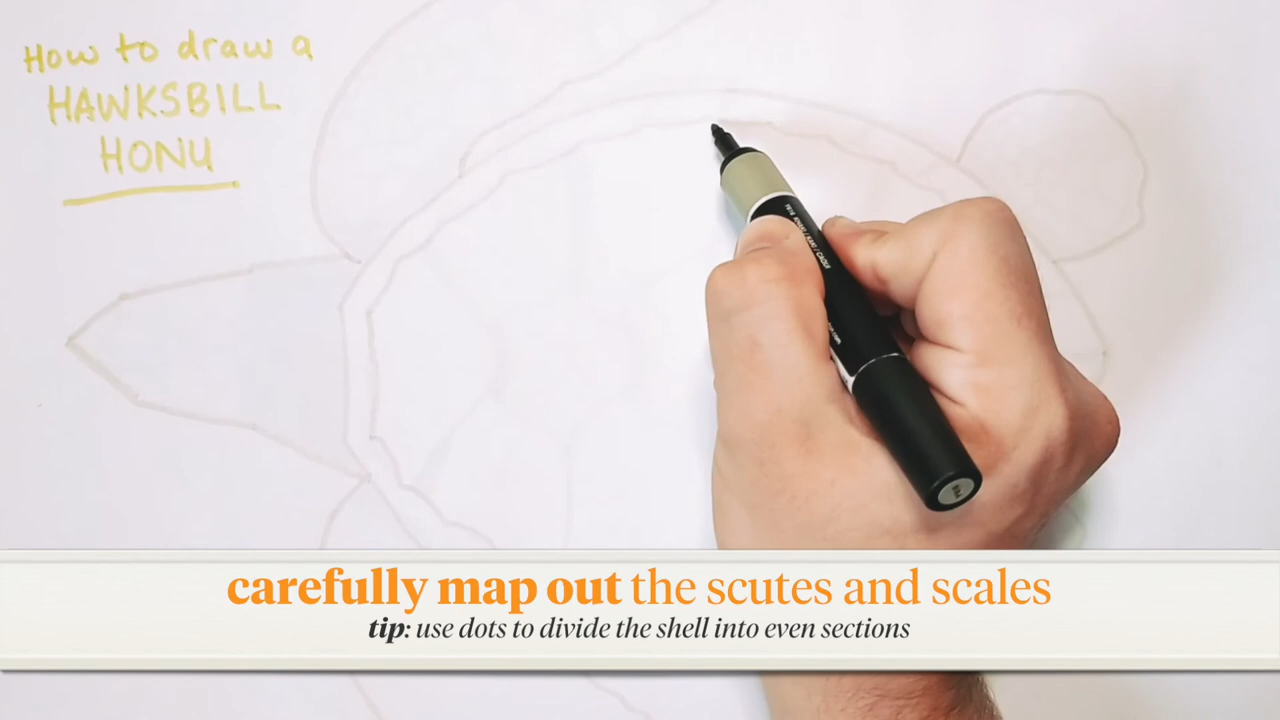 How to draw a
HAWKSBILL
HONU
carefully map out the scutes and scales
tip: use dots to divide the shell into even sections